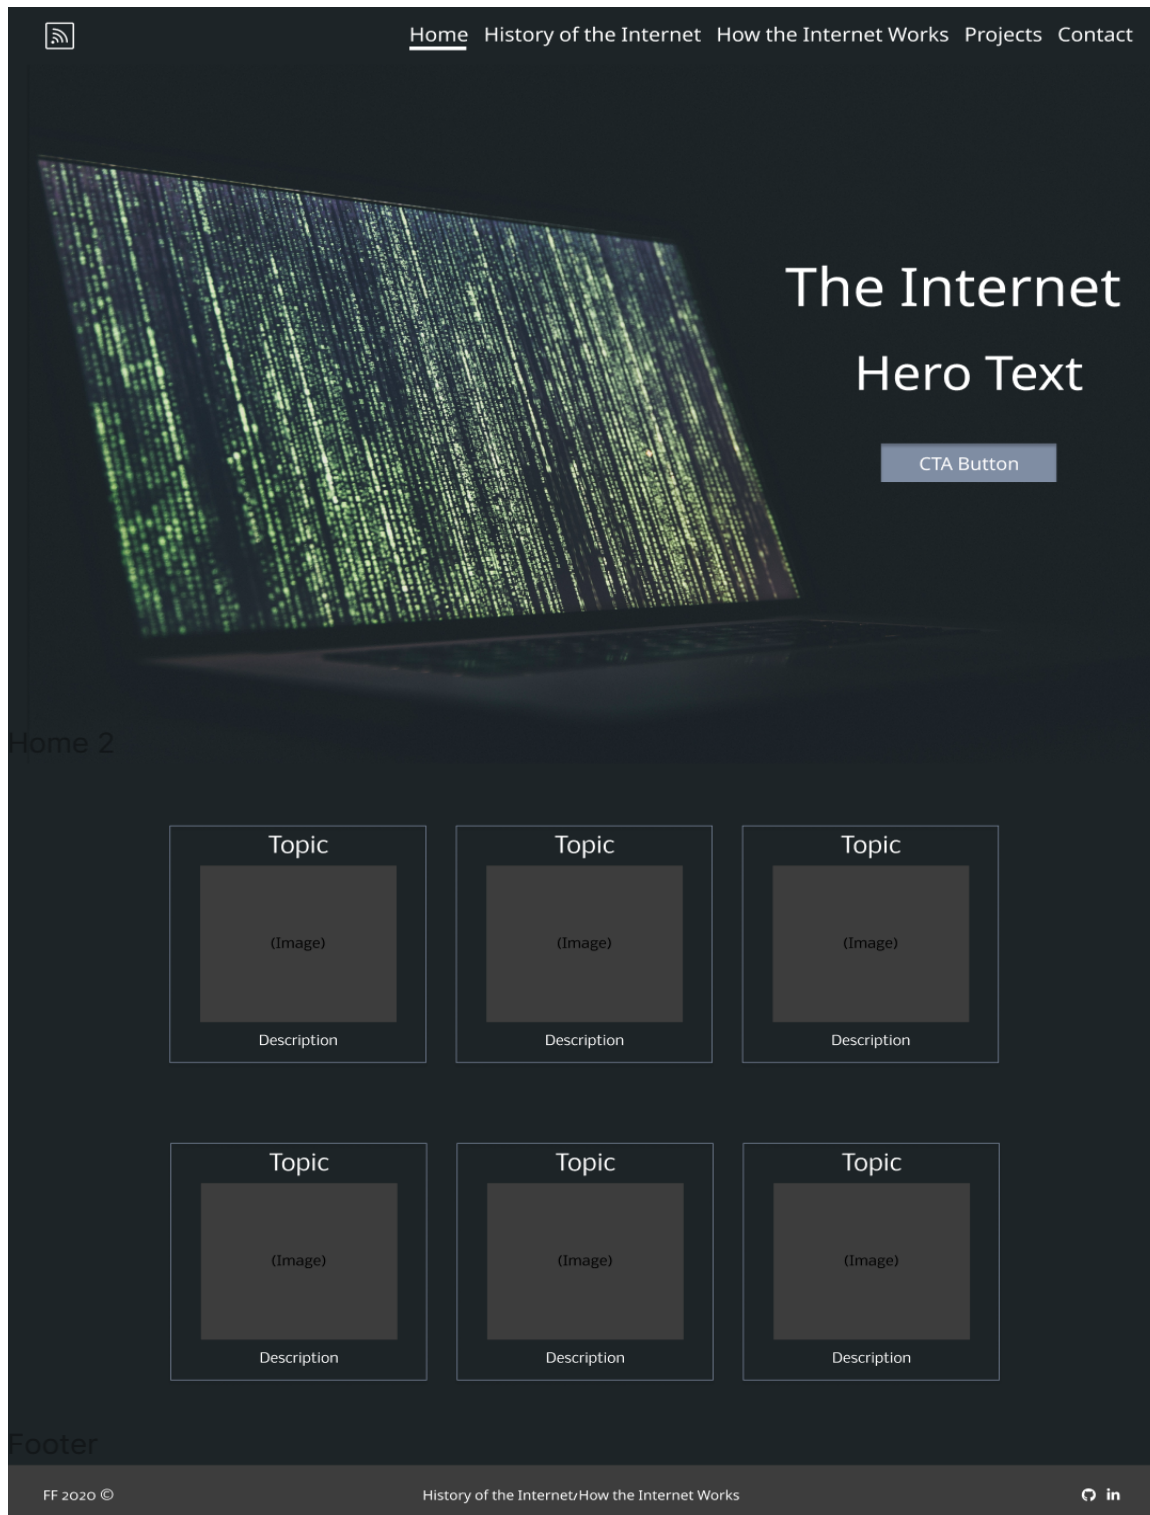 Home History of the Internet How the Internet Works Projects Contact
The Internet
Hero Text
CTA Button
Home 2
Topic Topic Topic
(Image) (Image) (Image)
Description Description Description
Topic Topic Topic
(Image) (Image) (Image)
Description Description Description
Footer
FF 2020 © History of the Internet/How the Internet Works in